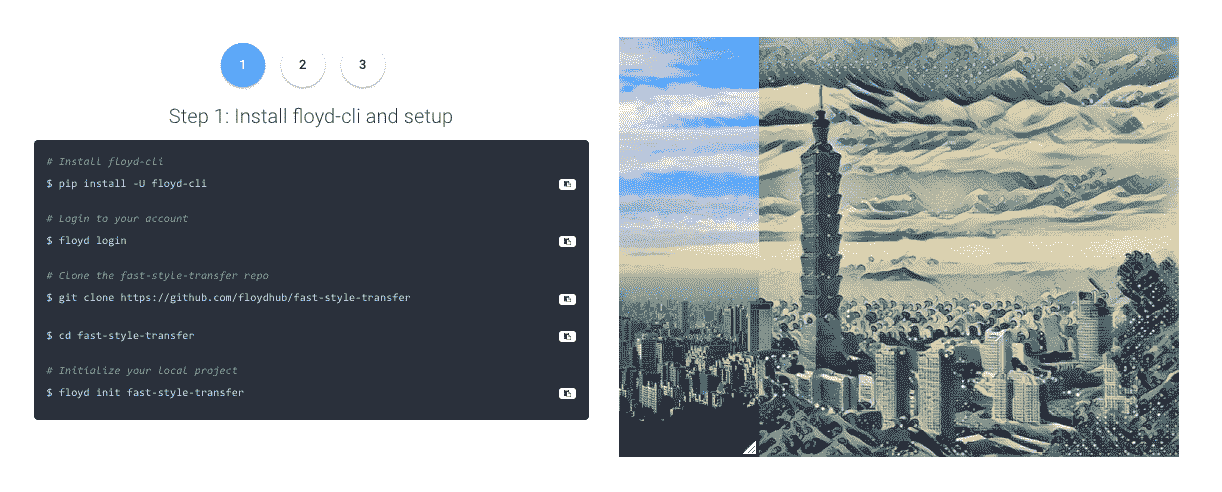 1 2 3
Step 1: Install floyd-cli and setup
# Install floyd-cli
$ pip install -U floyd-cli
# Login to your account
$ floyd login
# Clone the fast-style-transfer repo
$ git clone https://github.com/floydhub/fast-style-transfer
$ cd fast-style-transfer
# Initialize your local project
$ floyd init fast-style-transfer